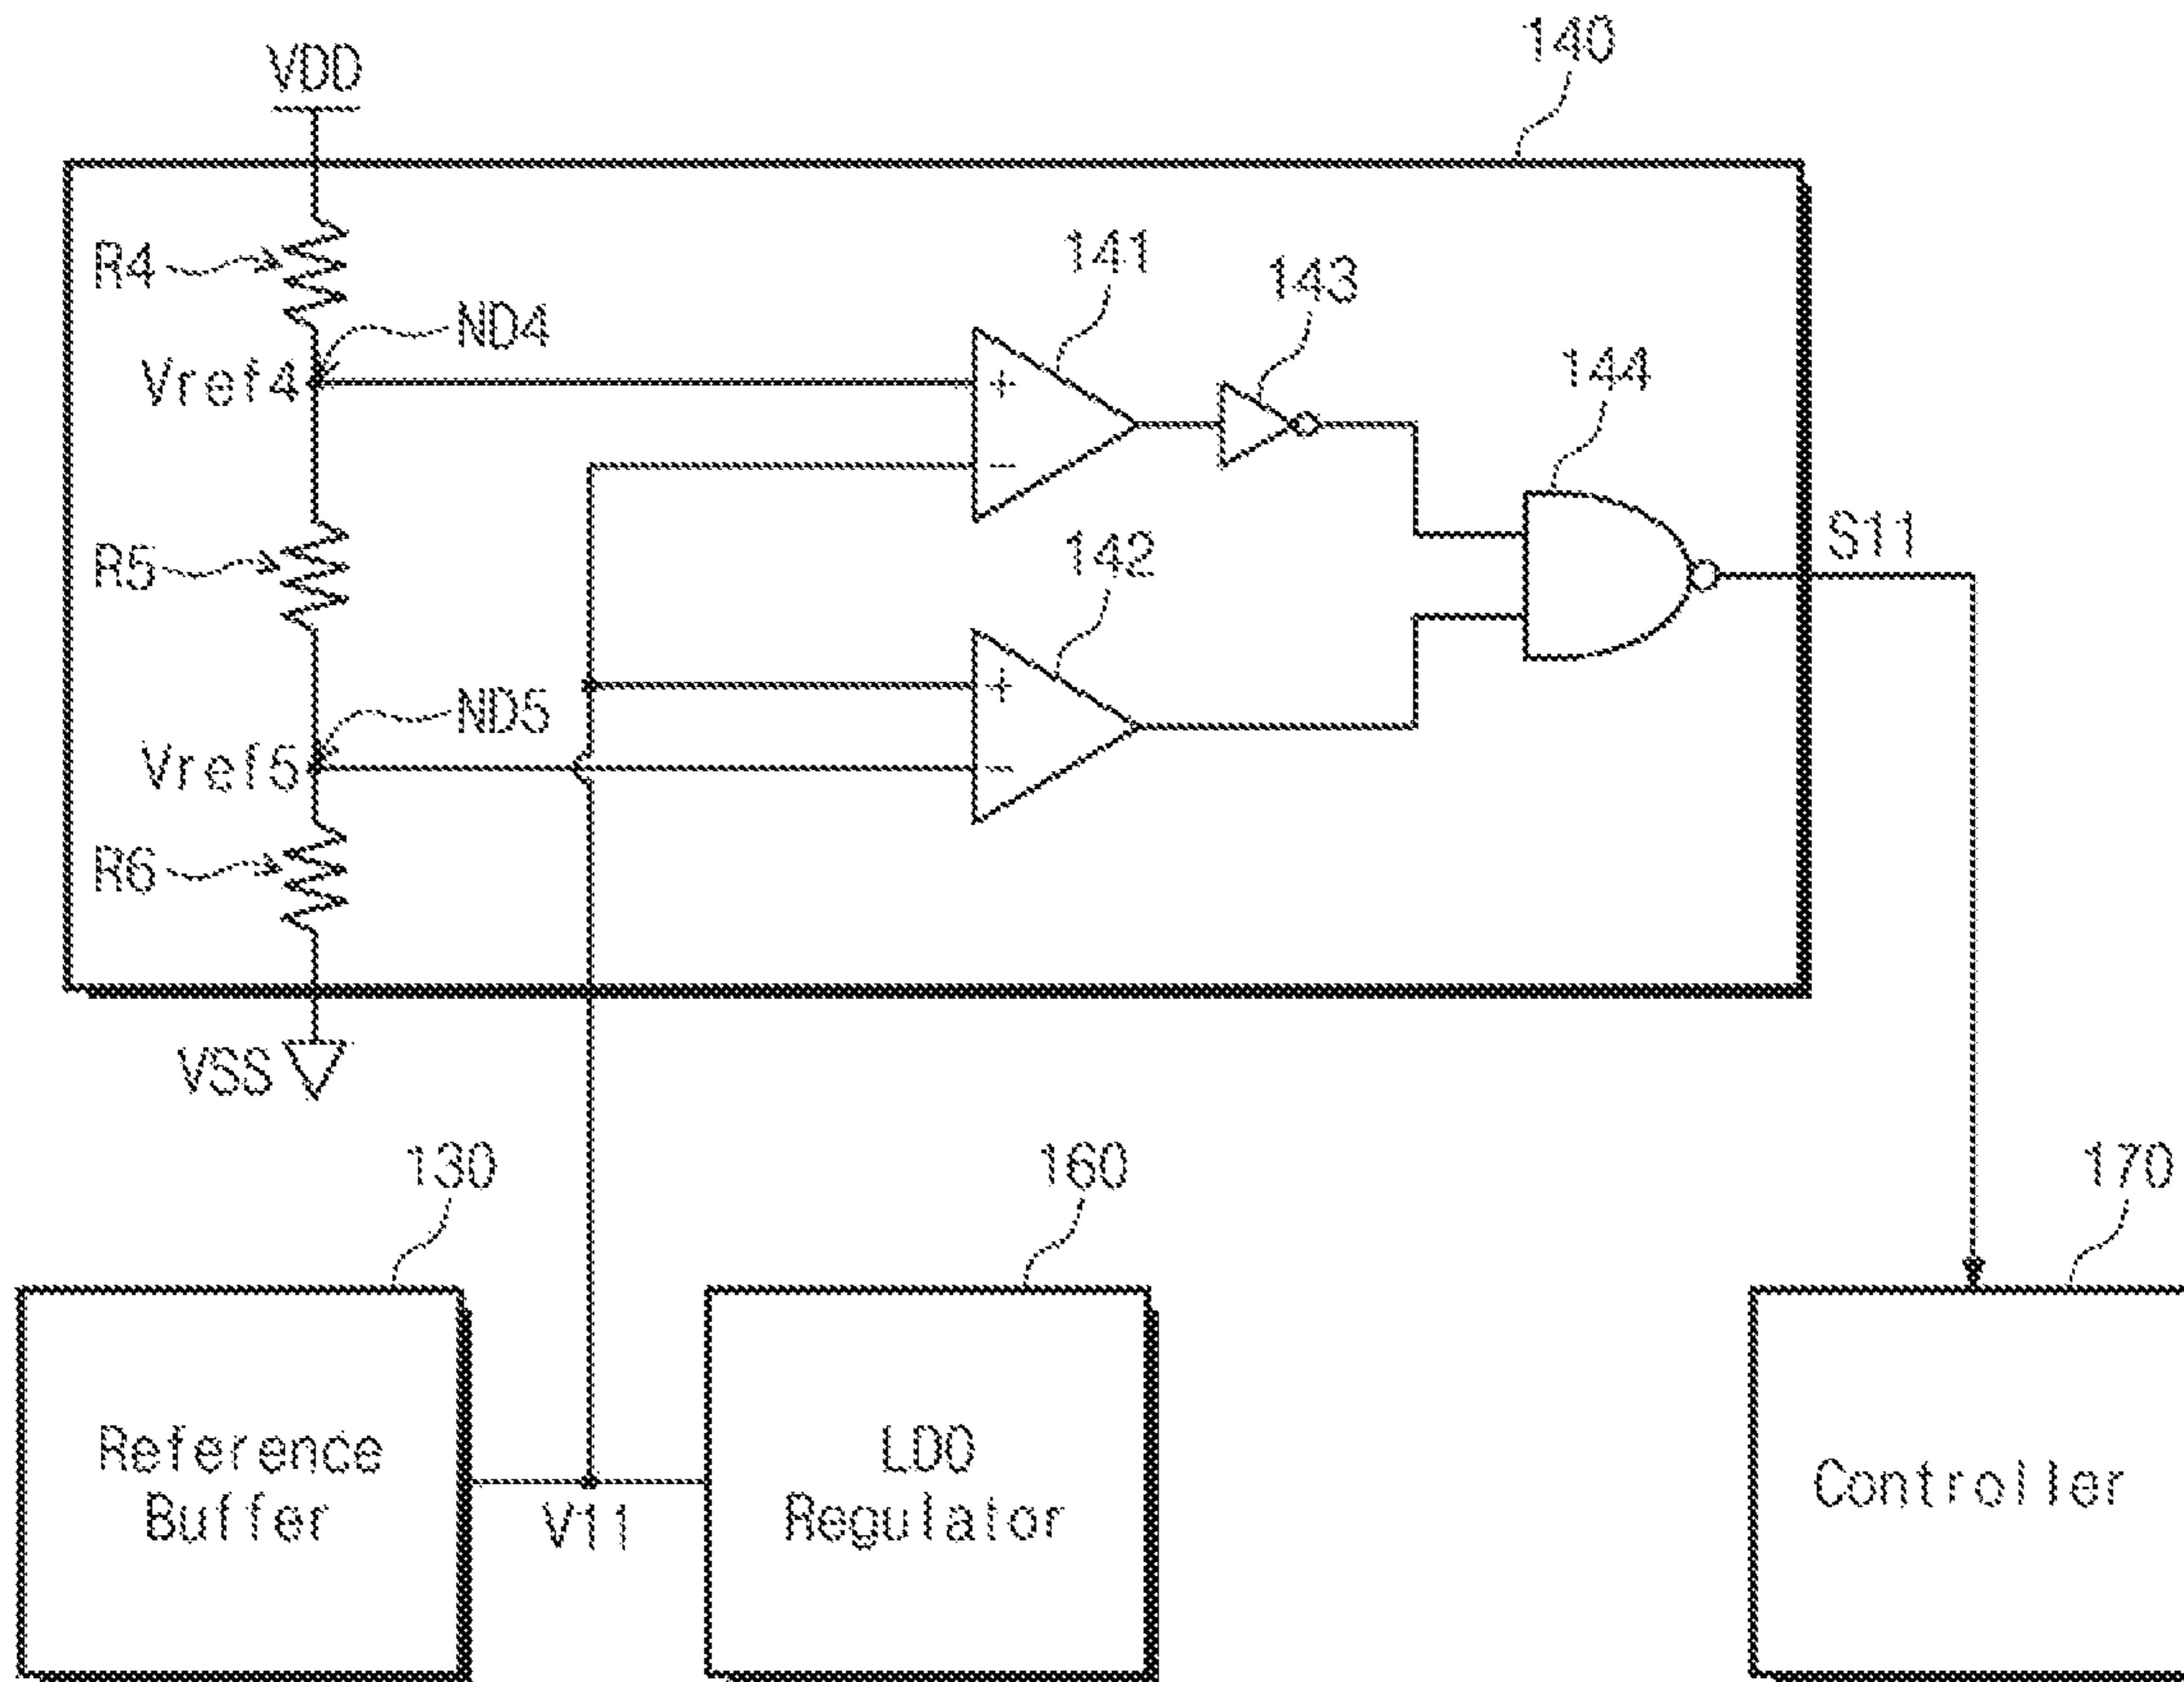 140
VDD
R4
141
143
ND4
Vref4
144
+
-
R5
142
S11
+
ND5
Vref5
-
R6
VSS
130
160
170
Reference
Buffer
V11
LDO
Regulator
Controller